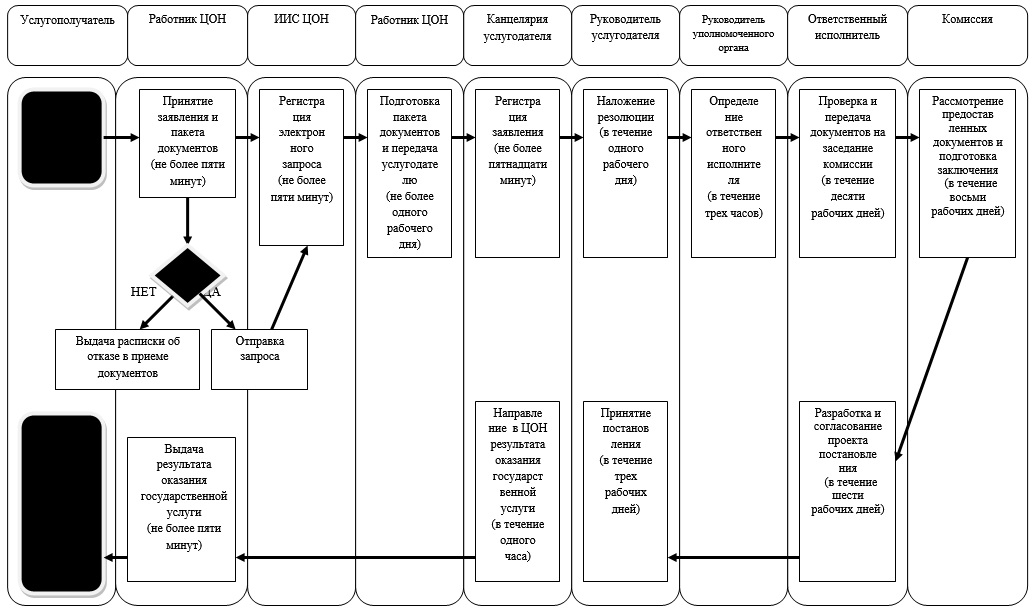 Услугополучатель
Работник ЦОН
ИИС ЦОН
Работник ЦОН
Канцелярия
услугодателя
Руководитель
услугодателя
Руководитель
уполномоченного
органа
Ответственный
исполнитель
Комиссия
Принятие
заявления и
пакета
документов
(не более пяти
минут)
Регистра
ция
электрон
ного
запроса
(не более
пяти минут)
Подготовка
пакета
документов
и передача
услугодате
лю
(не более
одного
рабочего
дня)
Регистра
ция
заявления
(не более
пятнадцати
минут)
Наложение
резолюции
(в течение
одного
рабочего
дня)
Определе
ние
ответствен
ного
исполните
ля
(в течение
трех часов)
Проверка и
передача
документов на
заседание
комиссии
(в течение
десяти
рабочих дней)
Рассмотрение
предостав
ленных
документов и
подготовка
заключения
(в течение
восьми
рабочих дней)
НЕТ
ДА
Выдача расписки об
отказе в приеме
документов
Отправка
запроса
Выдача
результата
оказания
государственной
услуги
(не более пяти
минут)
Направле
ние в ЦОН
результата
оказания
государст
венной
услуги
(в течение
одного
часа)
Принятие
постанов
ления
(в течение
трех
рабочих
дней)
Разработка и
согласование
проекта
постановле
ния
(в течение
шести
рабочих дней)